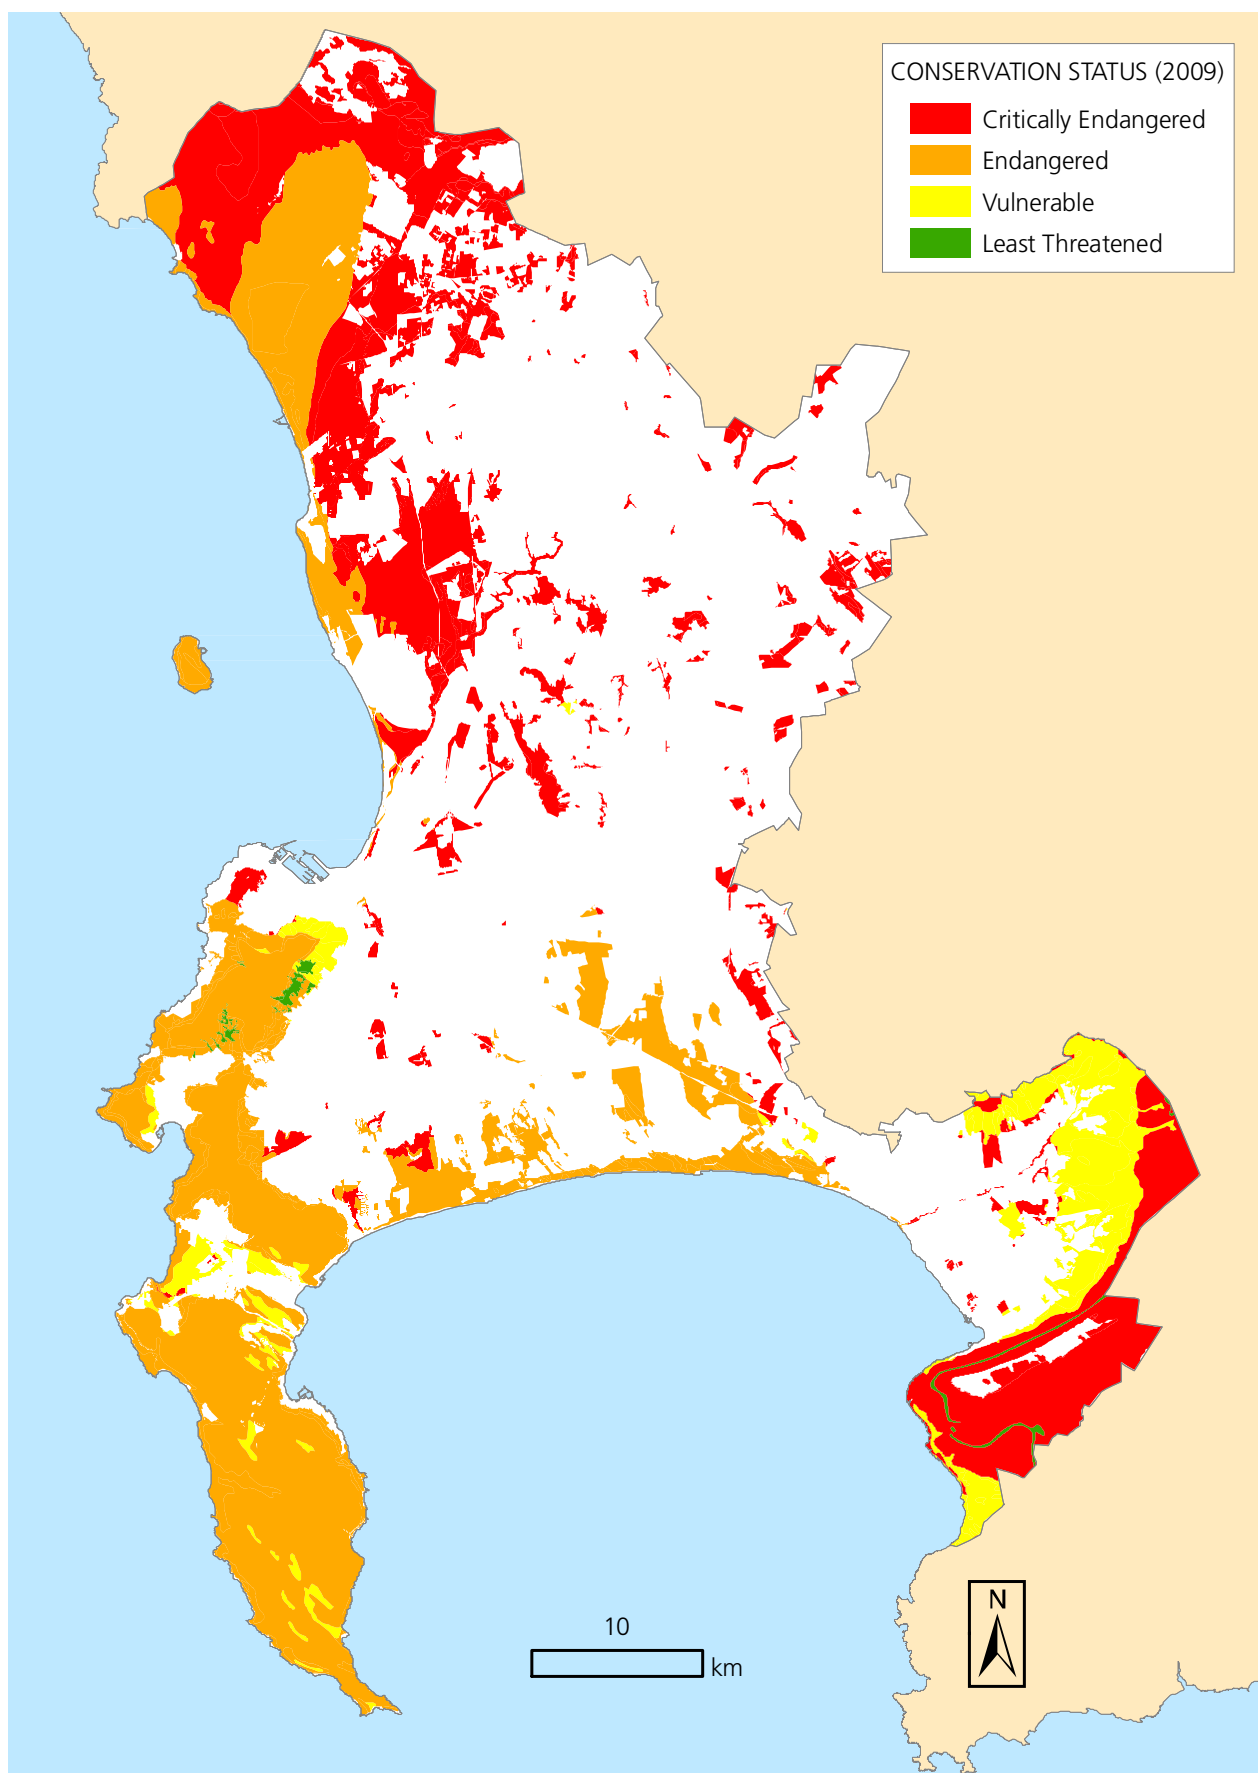 CONSERVATION STATUS (2009)
Critically Endangered
Endangered
Vulnerable
Least Threatened
N
10
km